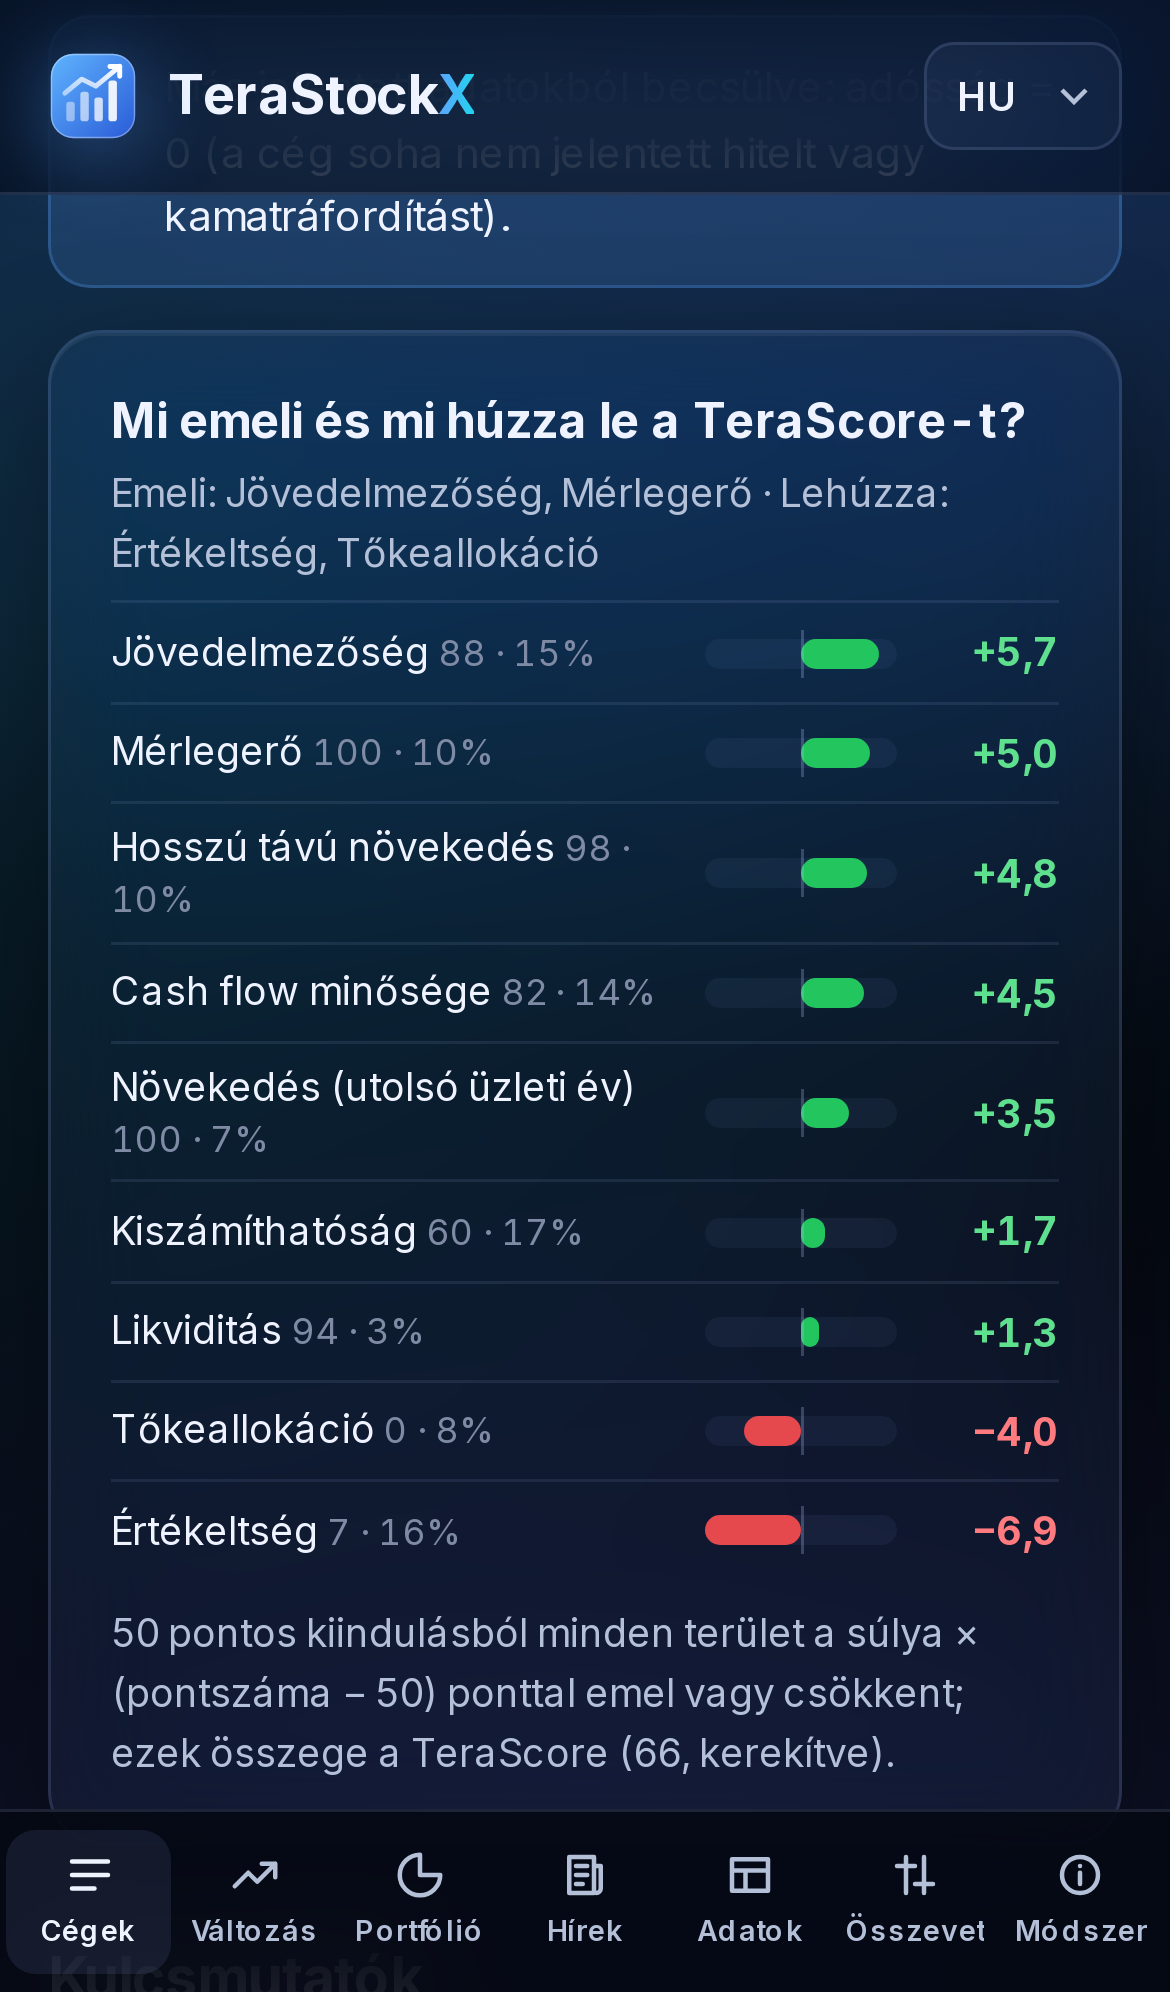 TeraStockX
HU
0 (a cég soha nem jelentett hitelt vagy
kamatráfordítást).
Mi emeli és mi húzza le a TeraScore-t?
Emeli: Jövedelmezőség, Mérlegerő · Lehúzza:
Értékeltség, Tőkeallokáció
Jövedelmezőség 88 · 15% +5,7
Mérlegerő 100 · 10% +5,0
Hosszú távú növekedés 98 ·
10% +4,8
Cash flow minősége 82 · 14% +4,5
Növekedés (utolsó üzleti év)
100 · 7% +3,5
Kiszámíthatóság 60 · 17% +1,7
Likviditás 94 · 3% +1,3
Tőkeallokáció 0 · 8% −4,0
Értékeltség 7 · 16% −6,9
50 pontos kiindulásból minden terület a súlya ×
(pontszáma − 50) ponttal emel vagy csökkent;
ezek összege a TeraScore (66, kerekítve).
Cégek Változás Portfólió Hírek Adatok Összevet Módszer
Kulcsmutatók